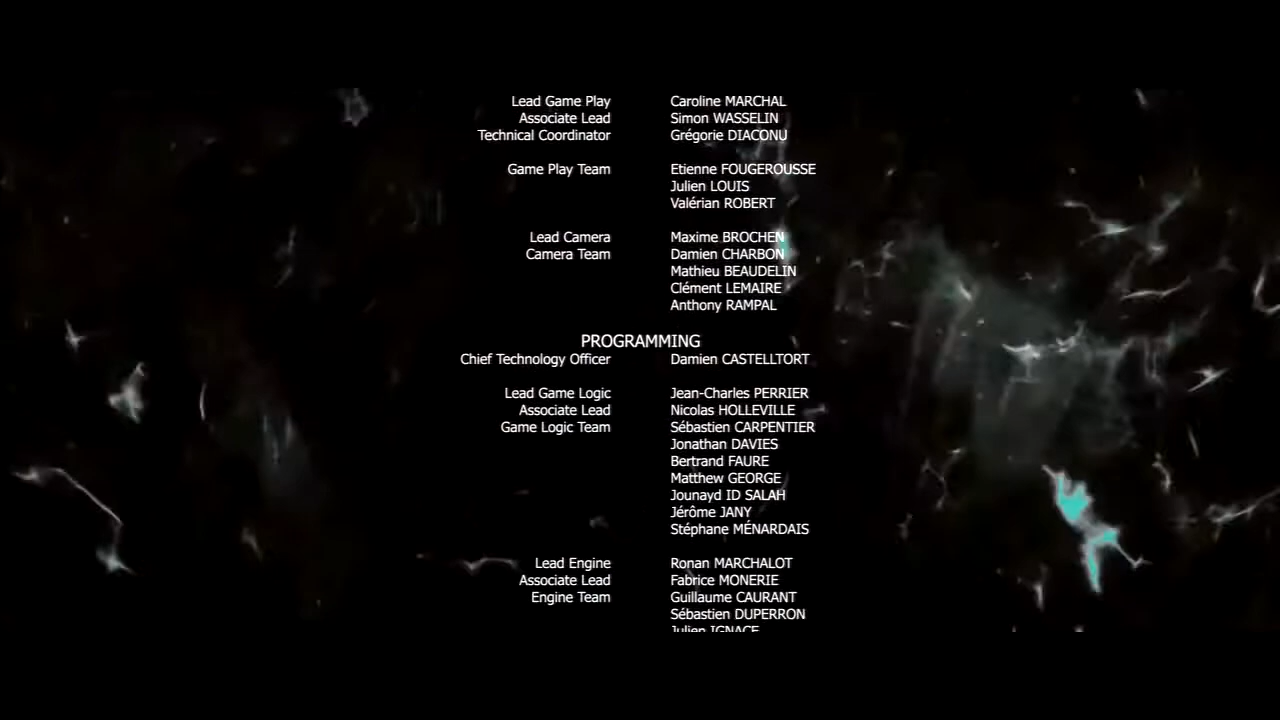 Lead Game Play Caroline MARCHAL
Associate Lead Simon WASSELIN
Technical Coordinator Grégorie DIACONU
Game Play Team Etienne FOUGEROUSSE
Julien LOUIS
Valérian ROBERT
Lead Camera Maxime BROCHEN
Camera Team Damien CHARBON
Mathieu BEAUDELIN
Clément LEMAIRE
Anthony RAMPAL
PROGRAMMING
Chief Technology Officer Damien CASTELLTORT
Lead Game Logic Jean-Charles PERRIER
Associate Lead Nicolas HOLLEVILLE
Game Logic Team Sébastien CARPENTIER
Jonathan DAVIES
Bertrand FAURE
Matthew GEORGE
Jounayd ID SALAH
Jérôme JANY
Stéphane MÉNARDAIS
Lead Engine Ronan MARCHALOT
Associate Lead Fabrice MONERIE
Engine Team Guillaume CAURANT
Sébastien DUPERRON
Julien IGNACE